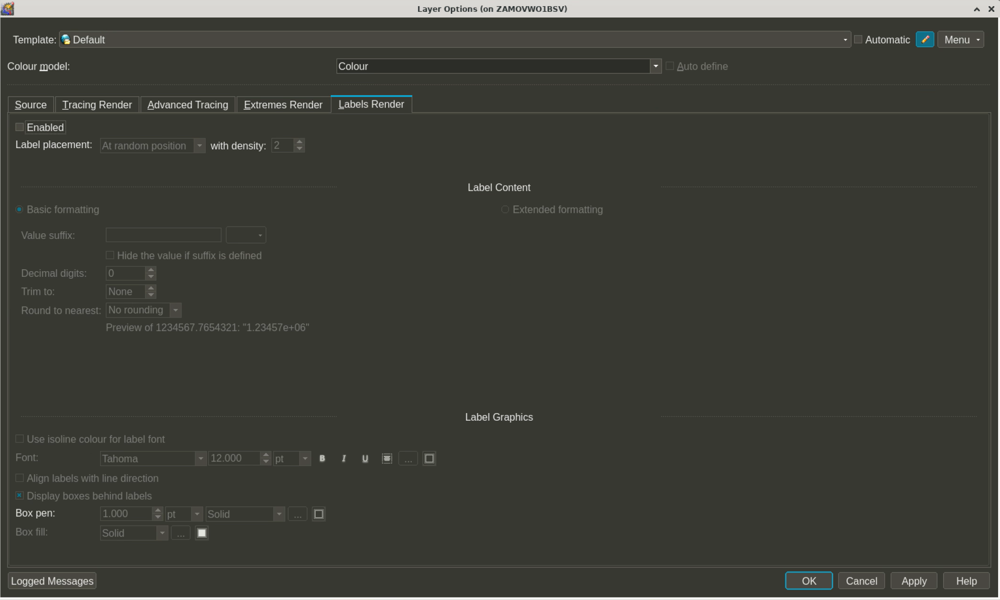 Layer Options (on ZAMOVWO1BSV)
Template: Default Automatic Menu
Colour model: Colour Auto define
Source Tracing Render Advanced Tracing Extremes Render Labels Render
Enabled
Label placement: At random position with density: 2
Label Content
Basic formatting Extended formatting
Value suffix:
Hide the value if suffix is defined
Decimal digits: 0
Trim to: None
Round to nearest: No rounding
Preview of 1234567.7654321: "1.23457e+06"
Label Graphics
Use isoline colour for label font
Font: Tahoma 12.000 pt B I U ...
Align labels with line direction
Display boxes behind labels
Box pen: 1.000 pt Solid ...
Box fill: Solid ...
Logged Messages OK Cancel Apply Help